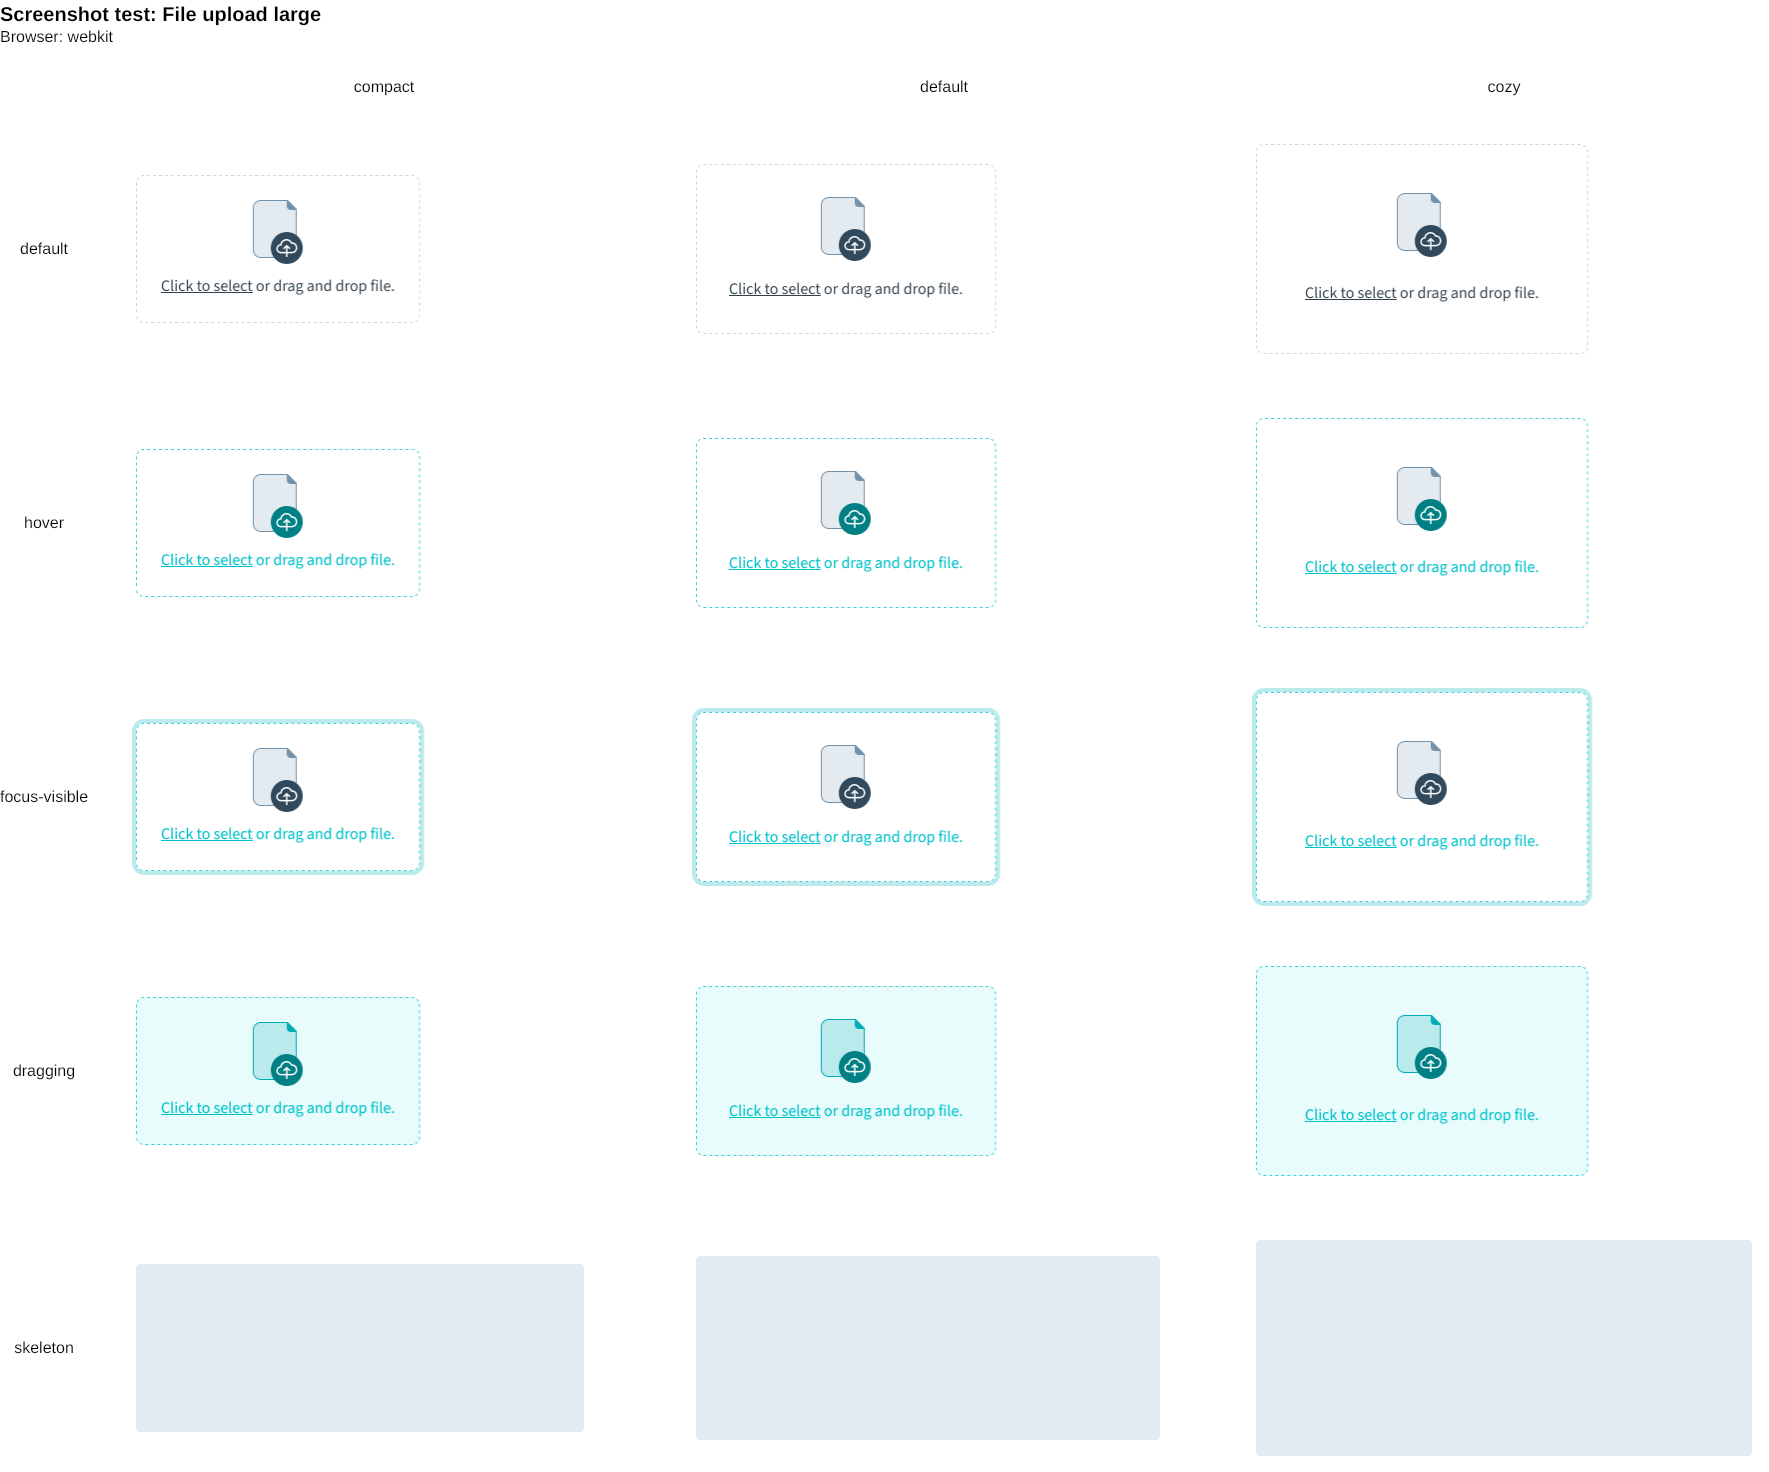 Screenshot test: File upload large
Browser: webkit
compact default cozy
default
Click to select or drag and drop file.
Click to select or drag and drop file.
Click to select or drag and drop file.
hover
Click to select or drag and drop file.
Click to select or drag and drop file.
Click to select or drag and drop file.
focus-visible
Click to select or drag and drop file.
Click to select or drag and drop file.
Click to select or drag and drop file.
dragging
Click to select or drag and drop file.
Click to select or drag and drop file.
Click to select or drag and drop file.
skeleton